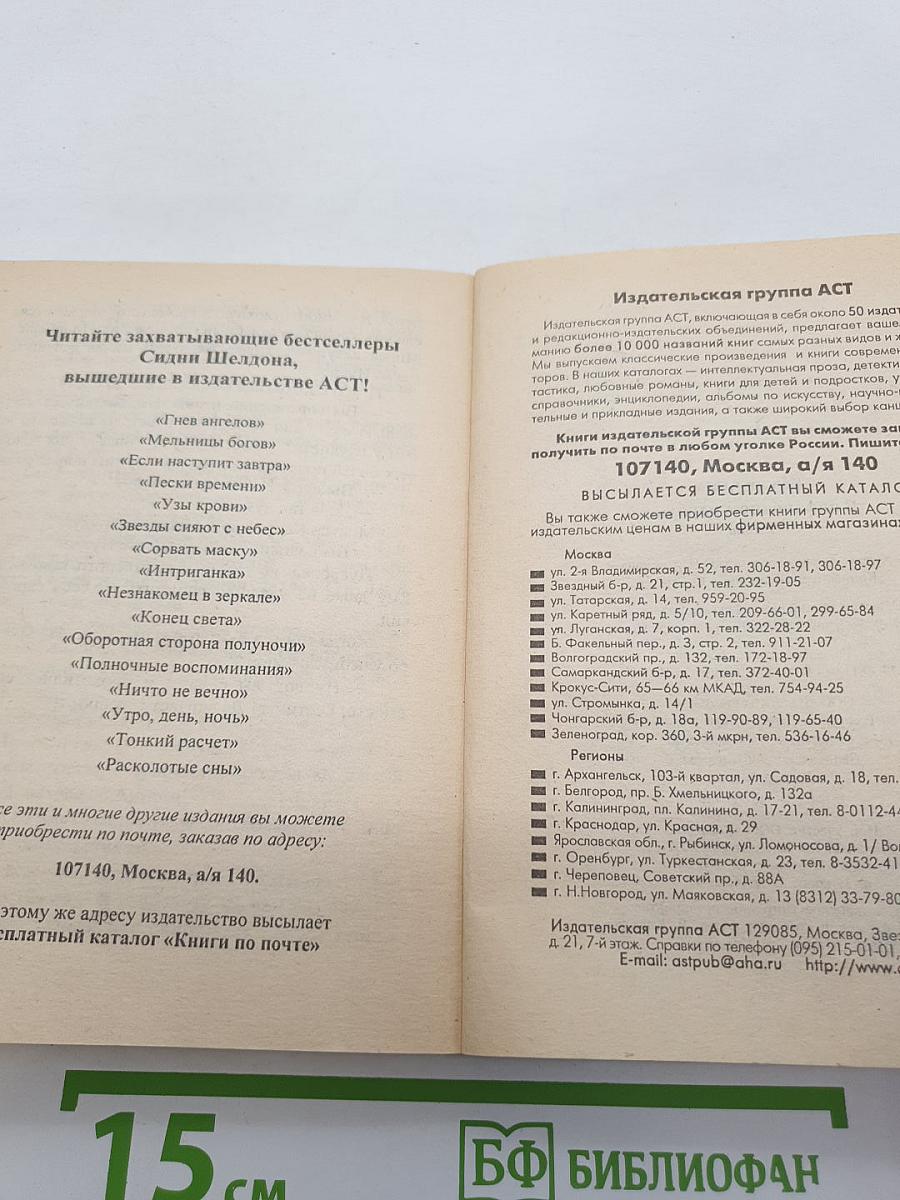 Читайте захватывающие бестселлеры
Сидни Шелдона,
вышедшие в издательстве АСТ!
«Гнев ангелов»
«Мельницы богов»
«Если наступит завтра»
«Пески времени»
«Узы крови»
«Звезды сияют с небес»
«Сорвать маску»
«Интриганка»
«Незнакомец в зеркале»
«Конец света»
«Оборотная сторона полуночи»
«Полночные воспоминания»
«Ничто не вечно»
«Утро, день, ночь»
«Тонкий расчет»
«Расколотые сны»
се эти и многие другие издания вы можете
приобрести по почте, заказав по адресу:
107140, Москва, а/я 140.
этому же адресу издательство высылает
сплатный каталог «Книги по почте»
Издательская группа АСТ
Издательская группа АСТ, включающая в себя около 50 издат
и редакционно-издательских объединений, предлагает ваше
манию более 10 000 названий книг самых разных видов и ж
Мы выпускаем классические произведения и книги современ
торов. В наших каталогах — интеллектуальная проза, детекти
тастика, любовные романы, книги для детей и подростков, у
справочники, энциклопедии, альбомы по искусству, научно-
тельные и прикладные издания, а также широкий выбор канц
Книги издательской группы АСТ вы сможете за
получить по почте в любом уголке России. Пишит
107140, Москва, а/я 140
ВЫСЫЛАЕТСЯ БЕСПЛАТНЫЙ КАТАЛО
Вы также сможете приобрести книги группы АСТ
издательским ценам в наших фирменных магазинах
Москва
ул. 2-я Владимирская, д. 52, тел. 306-18-91, 306-18-97
Звездный б-р, д. 21, стр.1, тел. 232-19-05
ул. Татарская, д. 14, тел. 959-20-95
ул. Каретный ряд, д. 5/10, тел. 209-66-01, 299-65-84
ул. Луганская, д. 7, корп. 1, тел. 322-28-22
Б. Факельный пер., д. 3, стр. 2, тел. 911-21-07
Волгоградский пр., д. 132, тел. 172-18-97
Самаркандский б-р, д. 17, тел. 372-40-01
Крокус-Сити, 65—66 км МКАД, тел. 754-94-25
ул. Стромынка, д. 14/1
Чонгарский б-р, д. 18а, 119-90-89, 119-65-40
Зеленоград, кор. 360, 3-й мкрн, тел. 536-16-46
Регионы
г. Архангельск, 103-й квартал, ул. Садовая, д. 18, тел.
г. Белгород, пр. Б. Хмельницкого, д. 132а
г. Калининград, пл. Калинина, д. 17-21, тел. 8-0112-44
г. Краснодар, ул. Красная, д. 29
Ярославская обл., г. Рыбинск, ул. Ломоносова, д. 1/ Вол
г. Оренбург, ул. Туркестанская, д. 23, тел. 8-3532-41
г. Череповец, Советский пр., д. 88А
г. Н.Новгород, ул. Маяковская, д. 13 (8312) 33-79-80
Издательская группа АСТ 129085, Москва, Звез
д. 21, 7-й этаж. Справки по телефону (095) 215-01-01,
E-mail: astpub@aha.ru http://www.
15 см
БФ БИБЛИОФАН